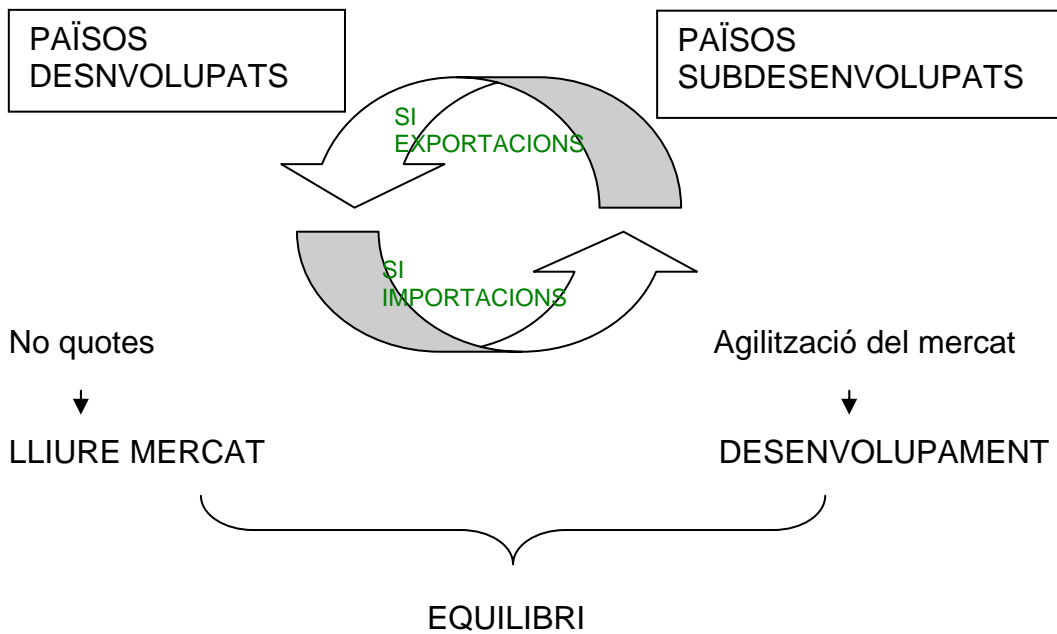 PAÏSOS
DESNVOLUPATS
PAÏSOS
SUBDESENVOLUPATS
SI
EXPORTACIONS
SI
IMPORTACIONS
No quotes
Agilització del mercat
LLIURE MERCAT
DESENVOLUPAMENT
EQUILIBRI